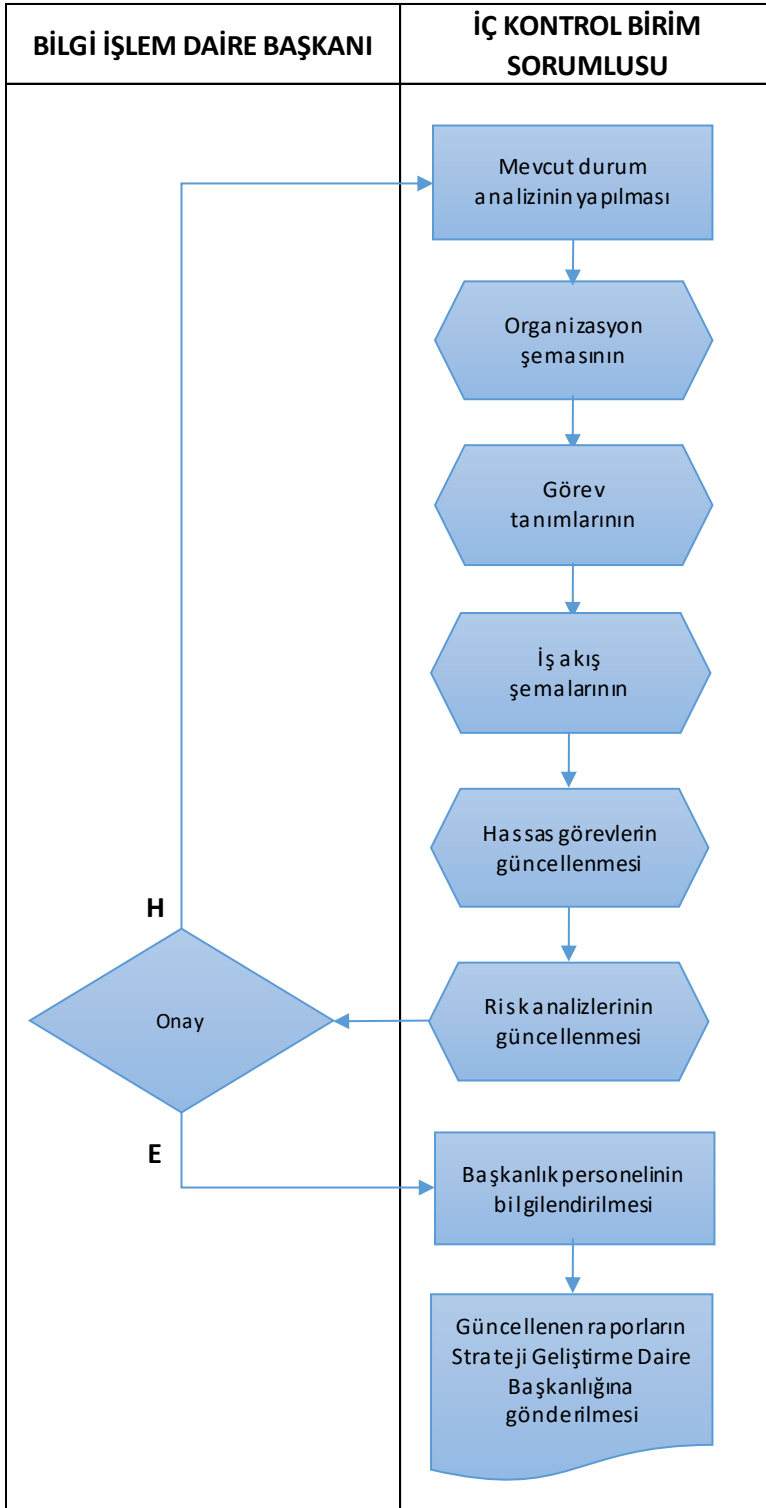 BİLGİ İŞLEM DAİRE BAŞKANI
İÇ KONTROL BİRİM
SORUMLUSU
Mevcut durum
analizinin yapılması
Organizasyon
şemasının
Görev
tanımlarının
İş akış
şemalarının
Hassas görevlerin
güncellenmesi
H
Onay
Risk analizlerinin
güncellenmesi
E
Başkanlık personelinin
bilgilendirilmesi
Güncellenen raporların
Strateji Geliştirme Daire
Başkanlığına
gönderilmesi